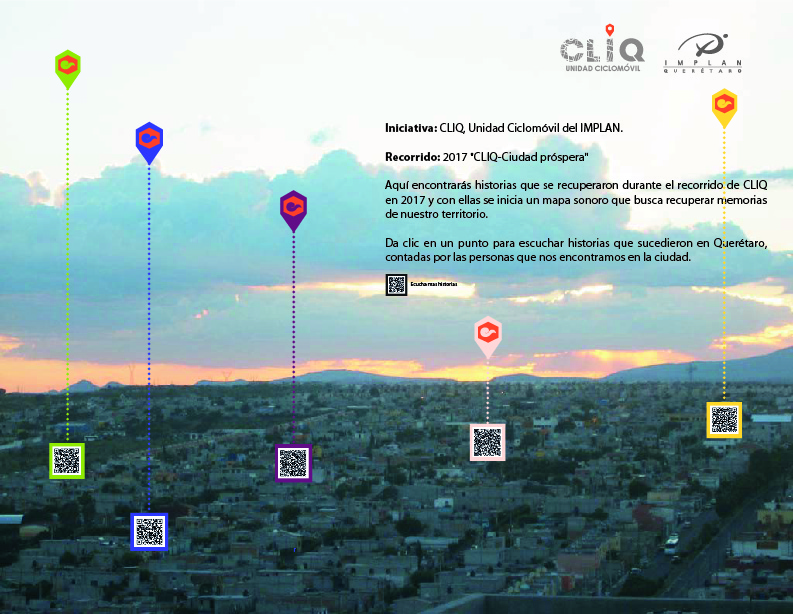 CLIQ
UNIDAD CICLOMÓVIL
IMPLAN
QUERÉTARO
Iniciativa: CLIQ, Unidad Ciclomóvil del IMPLAN.
Recorrido: 2017 "CLIQ-Ciudad próspera"
Aquí encontrarás historias que se recuperaron durante el recorrido de CLIQ
en 2017 y con ellas se inicia un mapa sonoro que busca recuperar memorias
de nuestro territorio.
Da clic en un punto para escuchar historias que sucedieron en Querétaro,
contadas por las personas que nos encontramos en la ciudad.
Ecucha mas historias